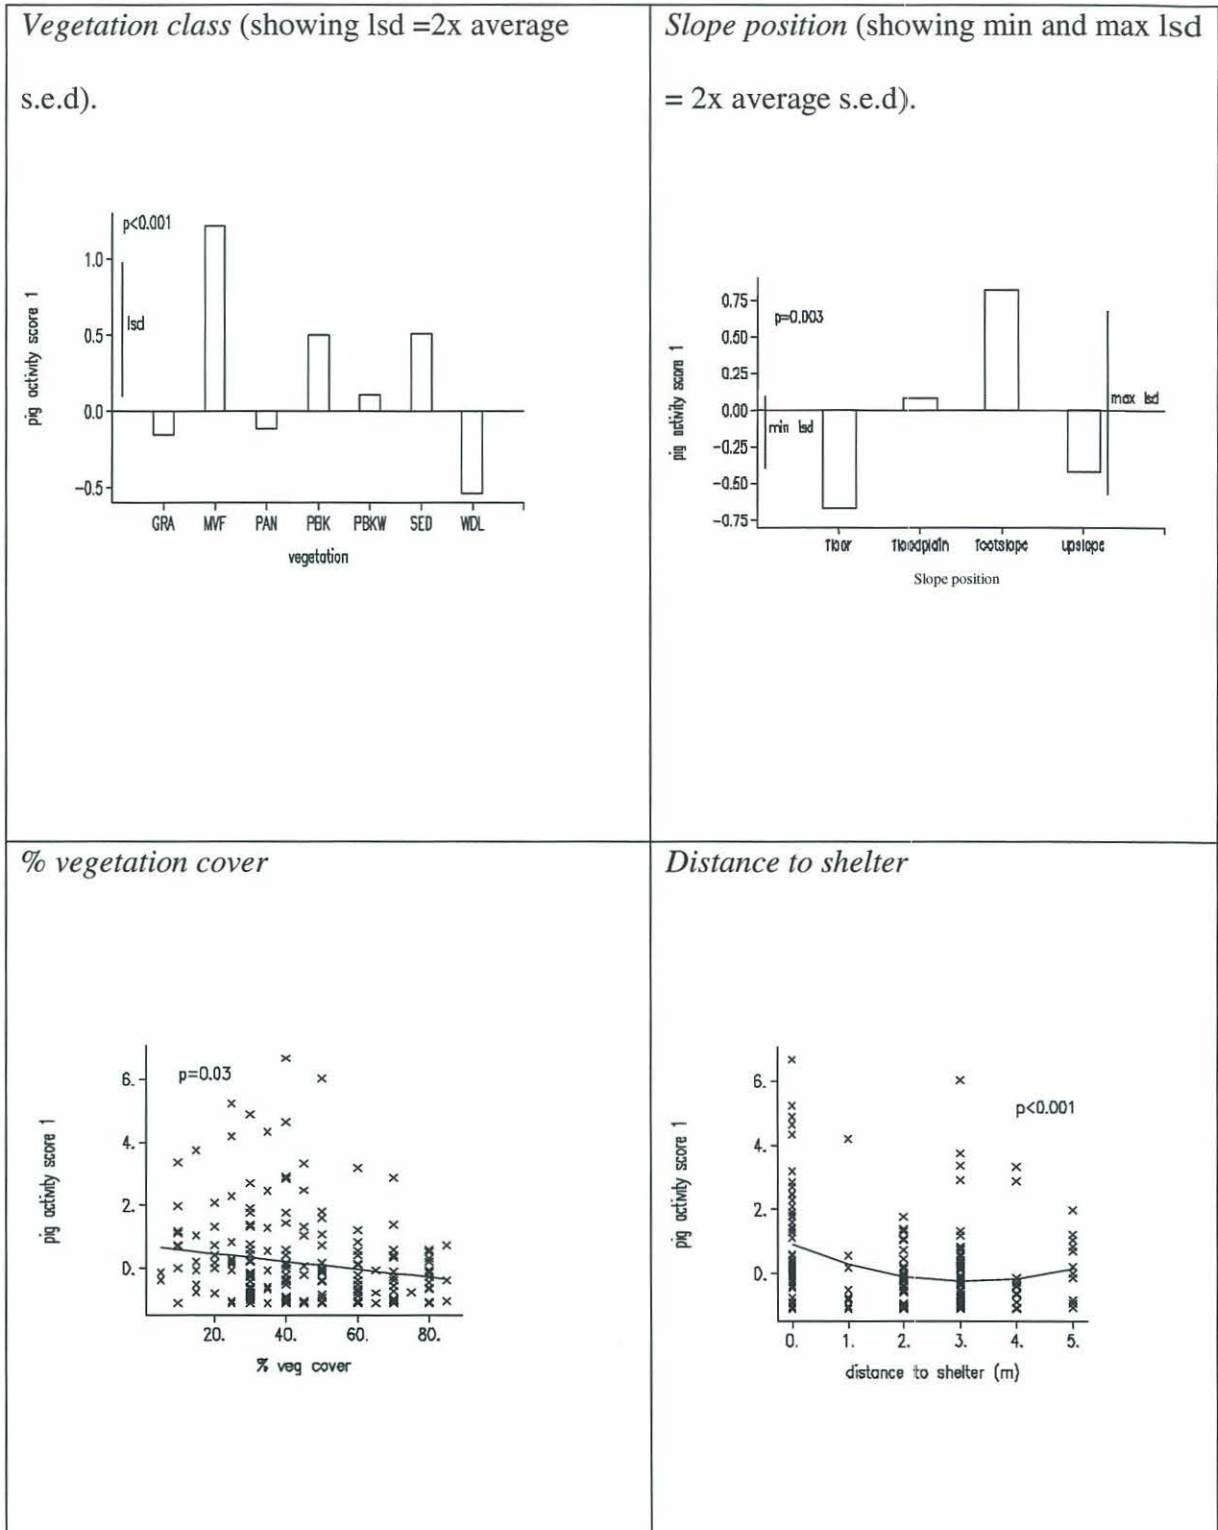 Vegetation class (showing lsd =2x average
s.e.d).
p<0.001
1.0
0.5
0.0
-0.5
lsd
pig activity score 1
GRA MVF PAN PBK PBKW SED WDL
vegetation
Slope position (showing min and max lsd
= 2x average s.e.d).
0.75
0.50
0.25
0.00
-0.25
-0.50
-0.75
p=0.003
min lsd
max lsd
pig activity score 1
floor floodplain footslope upslope
Slope position
% vegetation cover
p=0.03
6.
4.
2.
0.
pig activity score 1
20. 40. 60. 80.
% veg cover
Distance to shelter
p<0.001
6.
4.
2.
0.
pig activity score 1
0. 1. 2. 3. 4. 5.
distance to shelter (m)